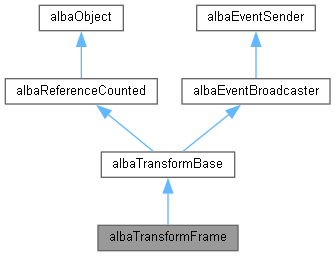 albaObject
albaEventSender
albaReferenceCounted
albaEventBroadcaster
albaTransformBase
albaTransformFrame